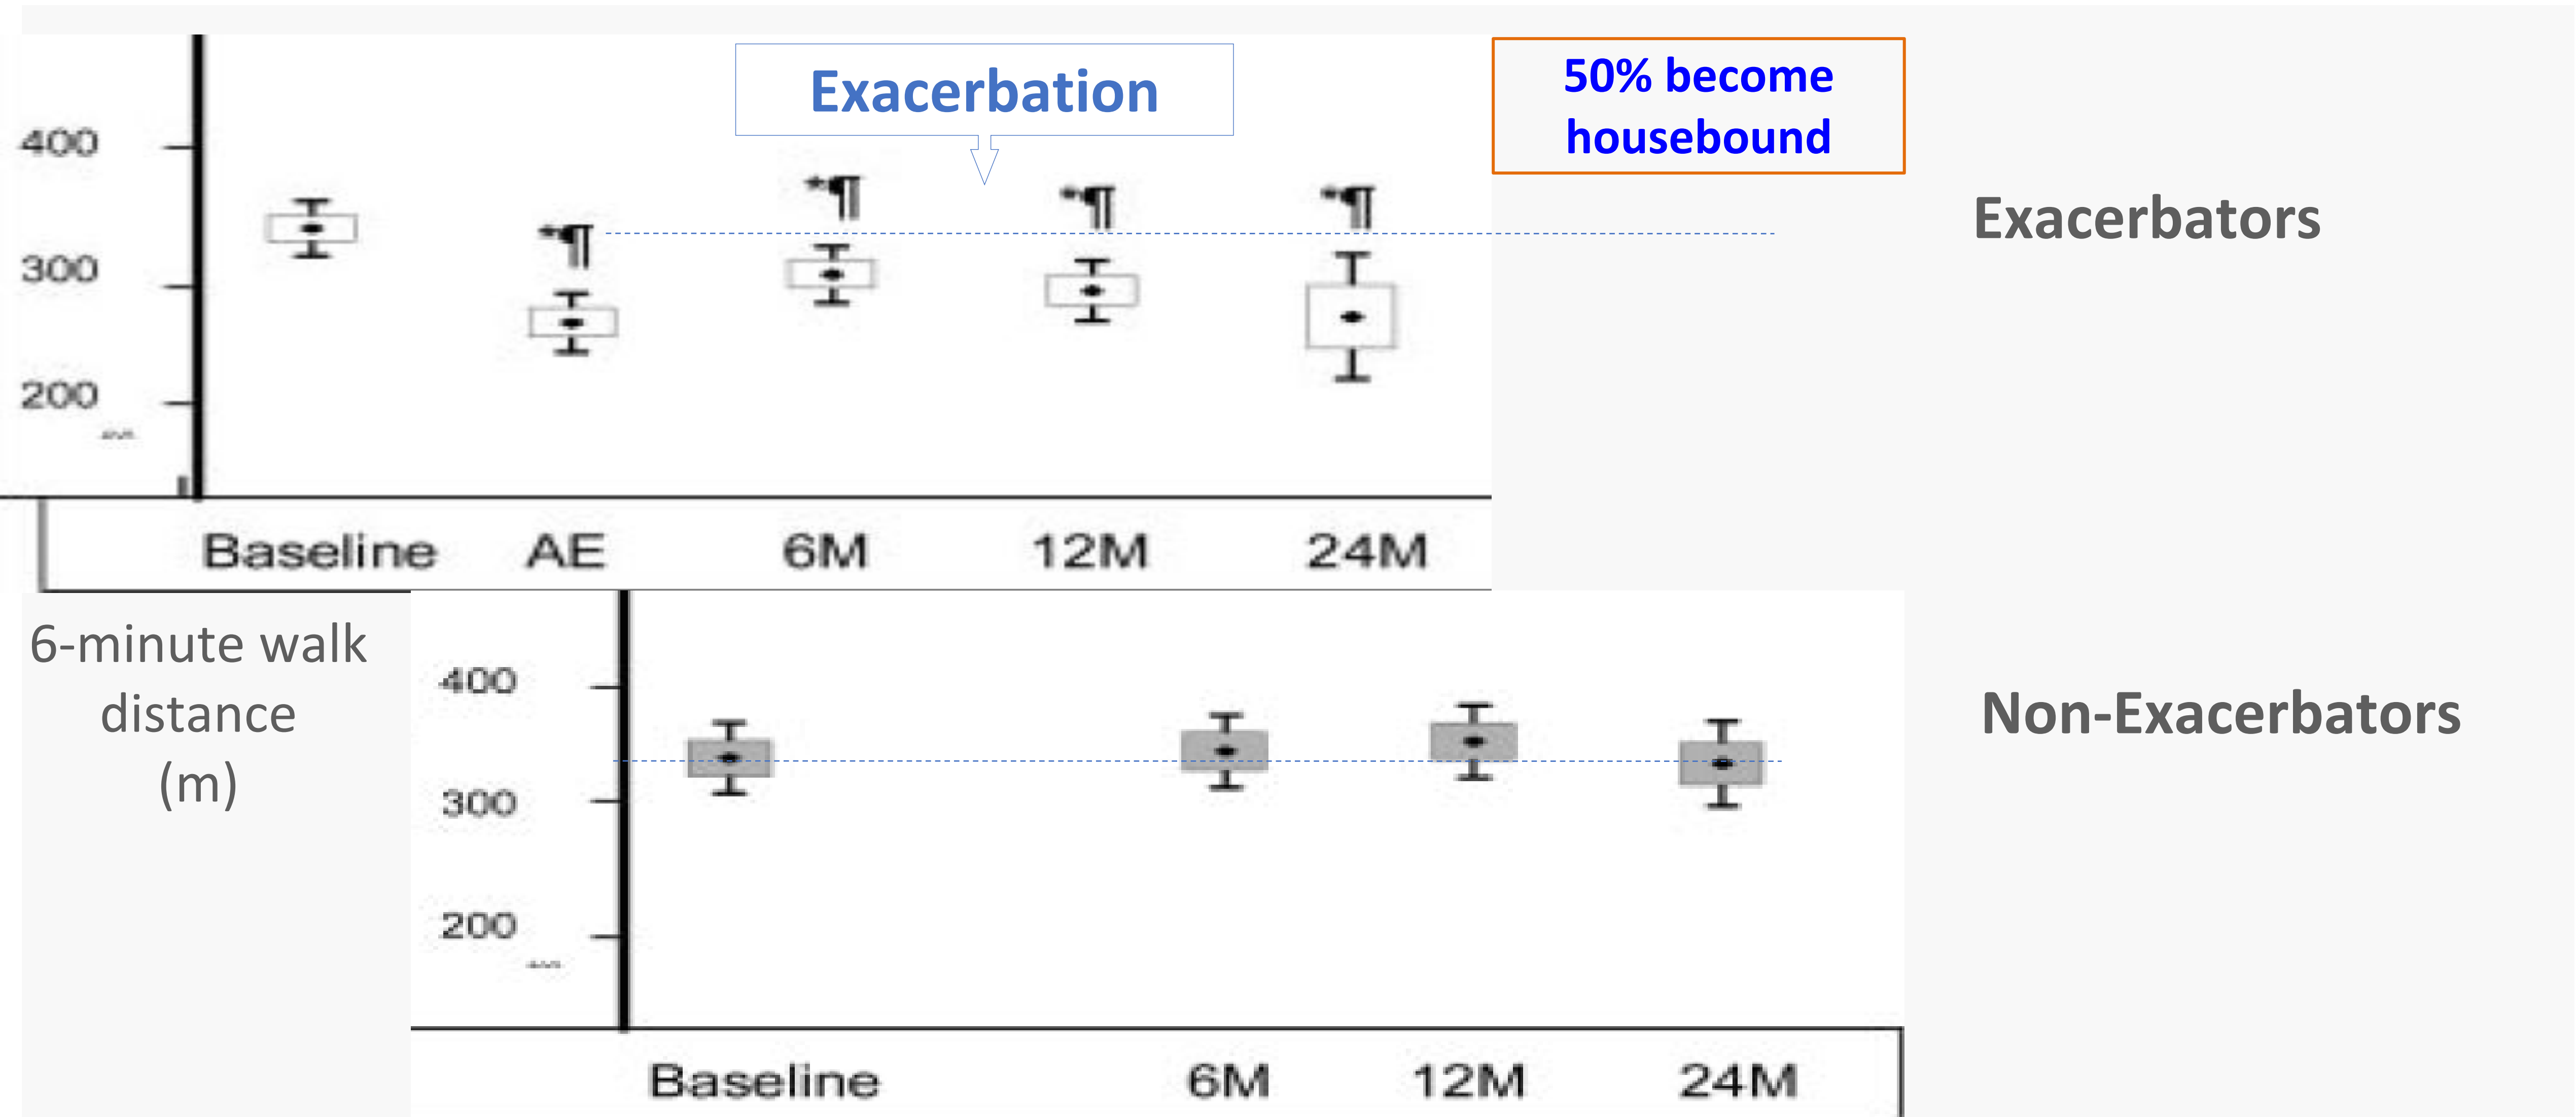 Exacerbation
50% become
housebound
400
300
200
*¶
*¶
*¶
*¶
Exacerbators
Baseline AE 6M 12M 24M
6-minute walk
distance
(m)
400
300
200
Non-Exacerbators
Baseline 6M 12M 24M